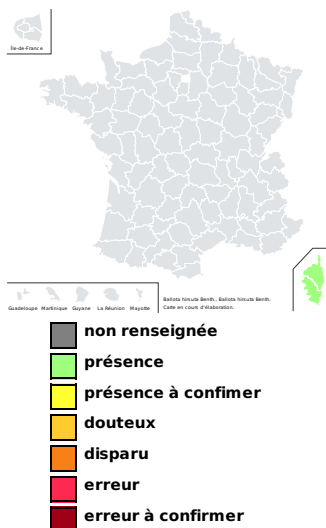 Île-de-France
Guadeloupe Martinique Guyane La Réunion Mayotte
Ballota hirsuta Benth., Ballota hirsuta Benth.
Carte en cours d'élaboration.
non renseignée
présence
présence à confimer
douteux
disparu
erreur
erreur à confirmer